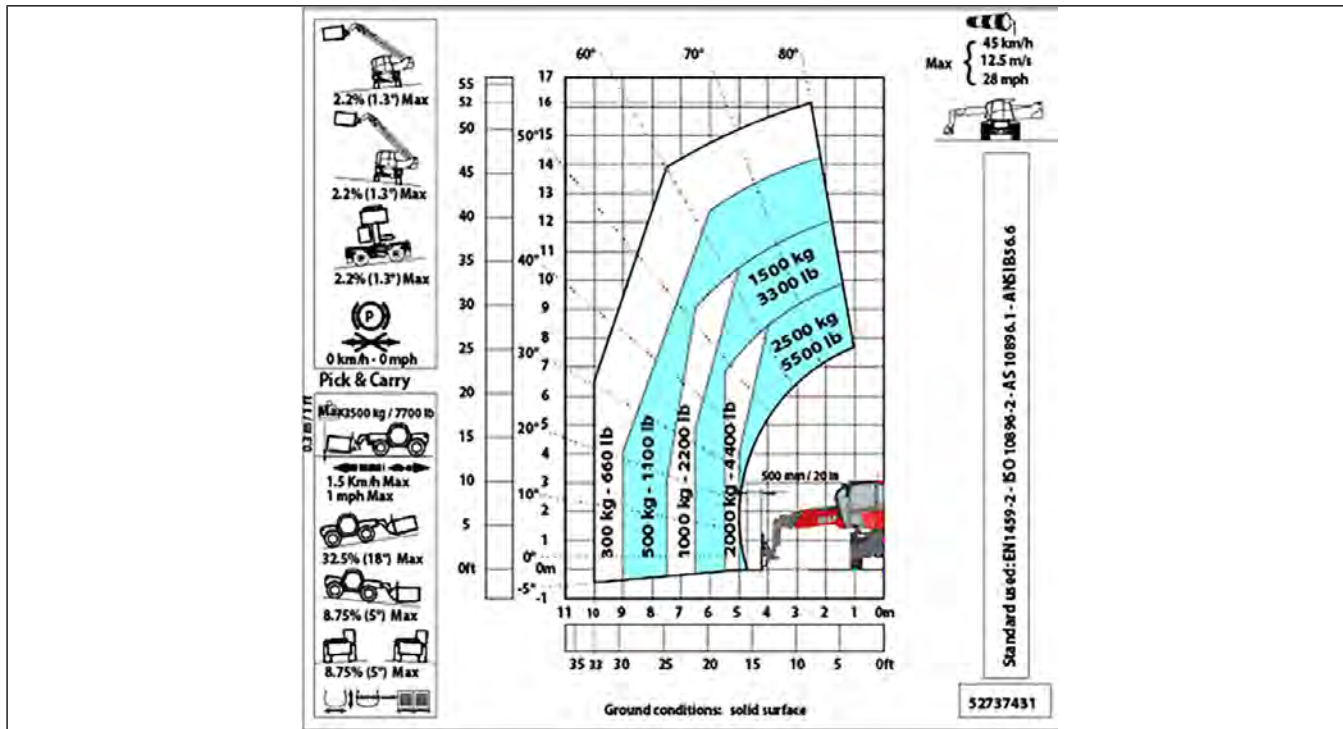 2.2% (1.3°) Max
2.2% (1.3°) Max
2.2% (1.3°) Max
P
0 km/h - 0 mph
Pick & Carry
Max 3500 kg / 7700 lb
0.3 m / 1 ft
1.5 Km/h Max
1 mph Max
32.5% (18°) Max
8.75% (5°) Max
8.75% (5°) Max
60° 70° 80°
50°
40°
30°
20°
10°
0°
-5°
55
52
50
45
40
35
30
25
20
15
10
5
0ft
17
16
15
14
13
12
11
10
9
8
7
6
5
4
3
2
1
0m
-1
1500 kg
3300 lb
2500 kg
5500 lb
300 kg - 660 lb
500 kg - 1100 lb
1000 kg - 2200 lb
2000 kg - 4400 lb
500 mm / 20 in
11 10 9 8 7 6 5 4 3 2 1 0m
35 33 30 25 20 15 10 5 0ft
Ground conditions: solid surface
Max
45 km/h
12.5 m/s
28 mph
Standard used: EN1459-2 - ISO 10896-2 - AS 10896.1 - ANSI B56.6
52737431